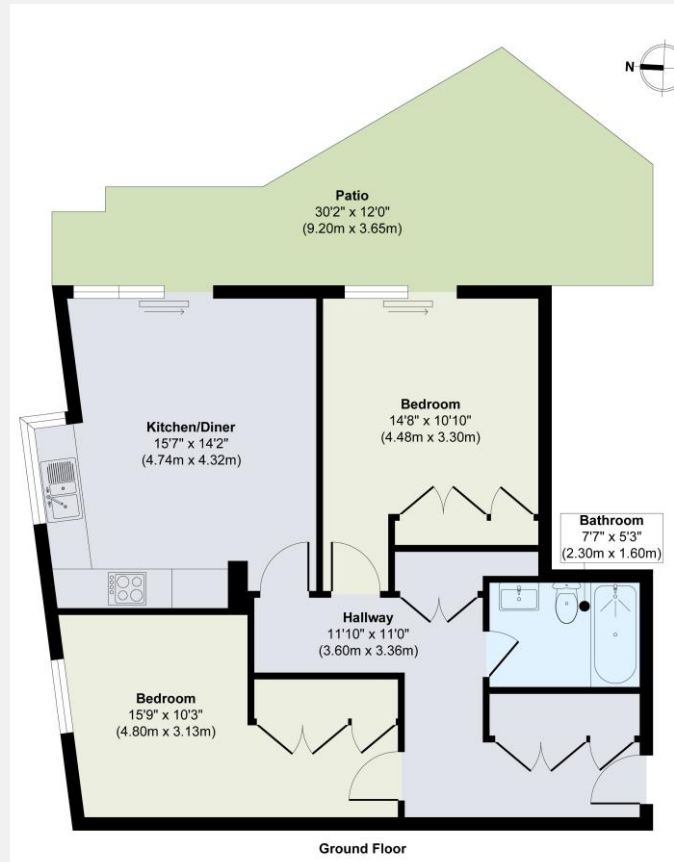 N
Patio
30'2" x 12'0"
(9.20m x 3.65m)
Kitchen/Diner
15'7" x 14'2"
(4.74m x 4.32m)
Bedroom
14'8" x 10'10"
(4.48m x 3.30m)
Bathroom
7'7" x 5'3"
(2.30m x 1.60m)
Hallway
11'10" x 11'0"
(3.60m x 3.36m)
Bedroom
15'9" x 10'3"
(4.80m x 3.13m)
Ground Floor